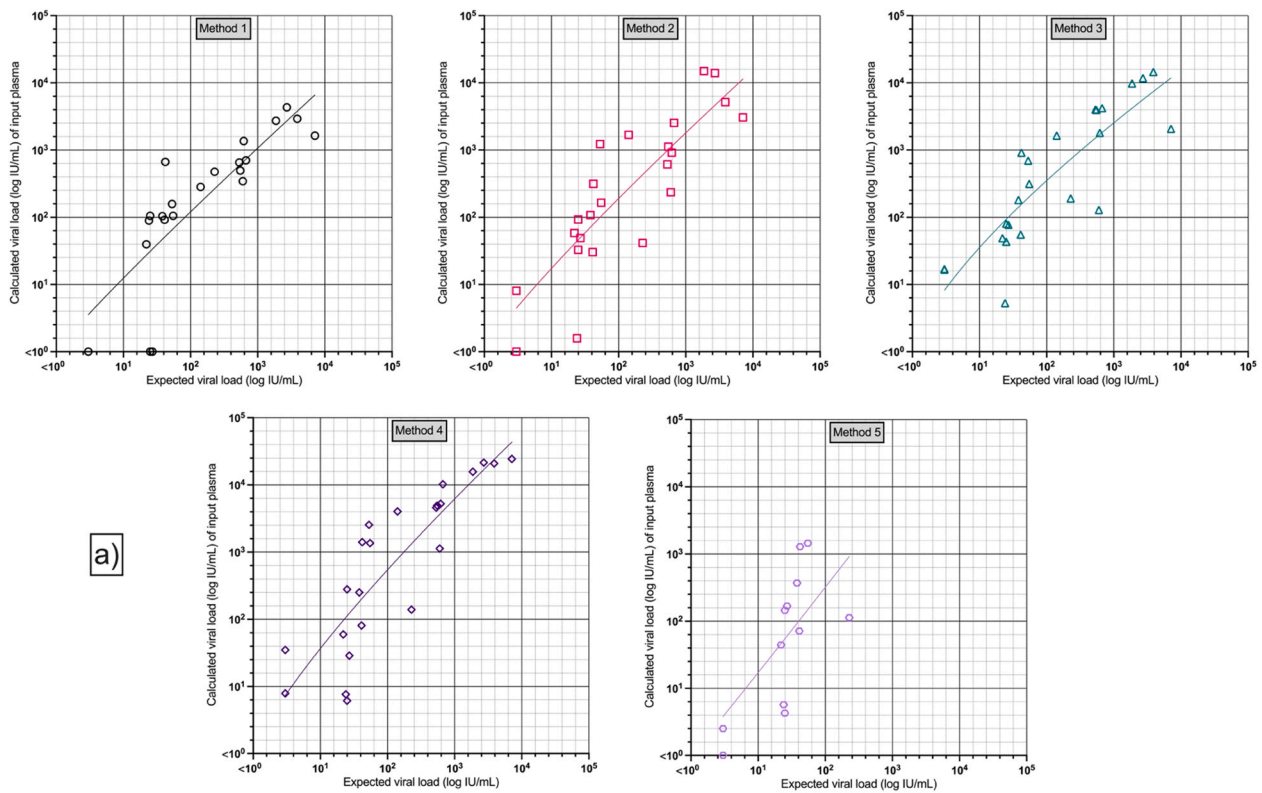 Method 1
10⁵
10⁴
10³
10²
10¹
<10⁰
Calculated viral load (log IU/mL) of input plasma
<10⁰ 10¹ 10² 10³ 10⁴ 10⁵
Expected viral load (log IU/mL)
Method 2
10⁵
10⁴
10³
10²
10¹
<10⁰
Calculated viral load (log IU/mL) of input plasma
<10⁰ 10¹ 10² 10³ 10⁴ 10⁵
Expected viral load (log IU/mL)
Method 3
10⁵
10⁴
10³
10²
10¹
<10⁰
Calculated viral load (log IU/mL) of input plasma
<10⁰ 10¹ 10² 10³ 10⁴ 10⁵
Expected viral load (log IU/mL)
a)
Method 4
10⁵
10⁴
10³
10²
10¹
<10⁰
Calculated viral load (log IU/mL) of input plasma
<10⁰ 10¹ 10² 10³ 10⁴ 10⁵
Expected viral load (log IU/mL)
Method 5
10⁵
10⁴
10³
10²
10¹
<10⁰
Calculated viral load (log IU/mL) of input plasma
<10⁰ 10¹ 10² 10³ 10⁴ 10⁵
Expected viral load (log IU/mL)